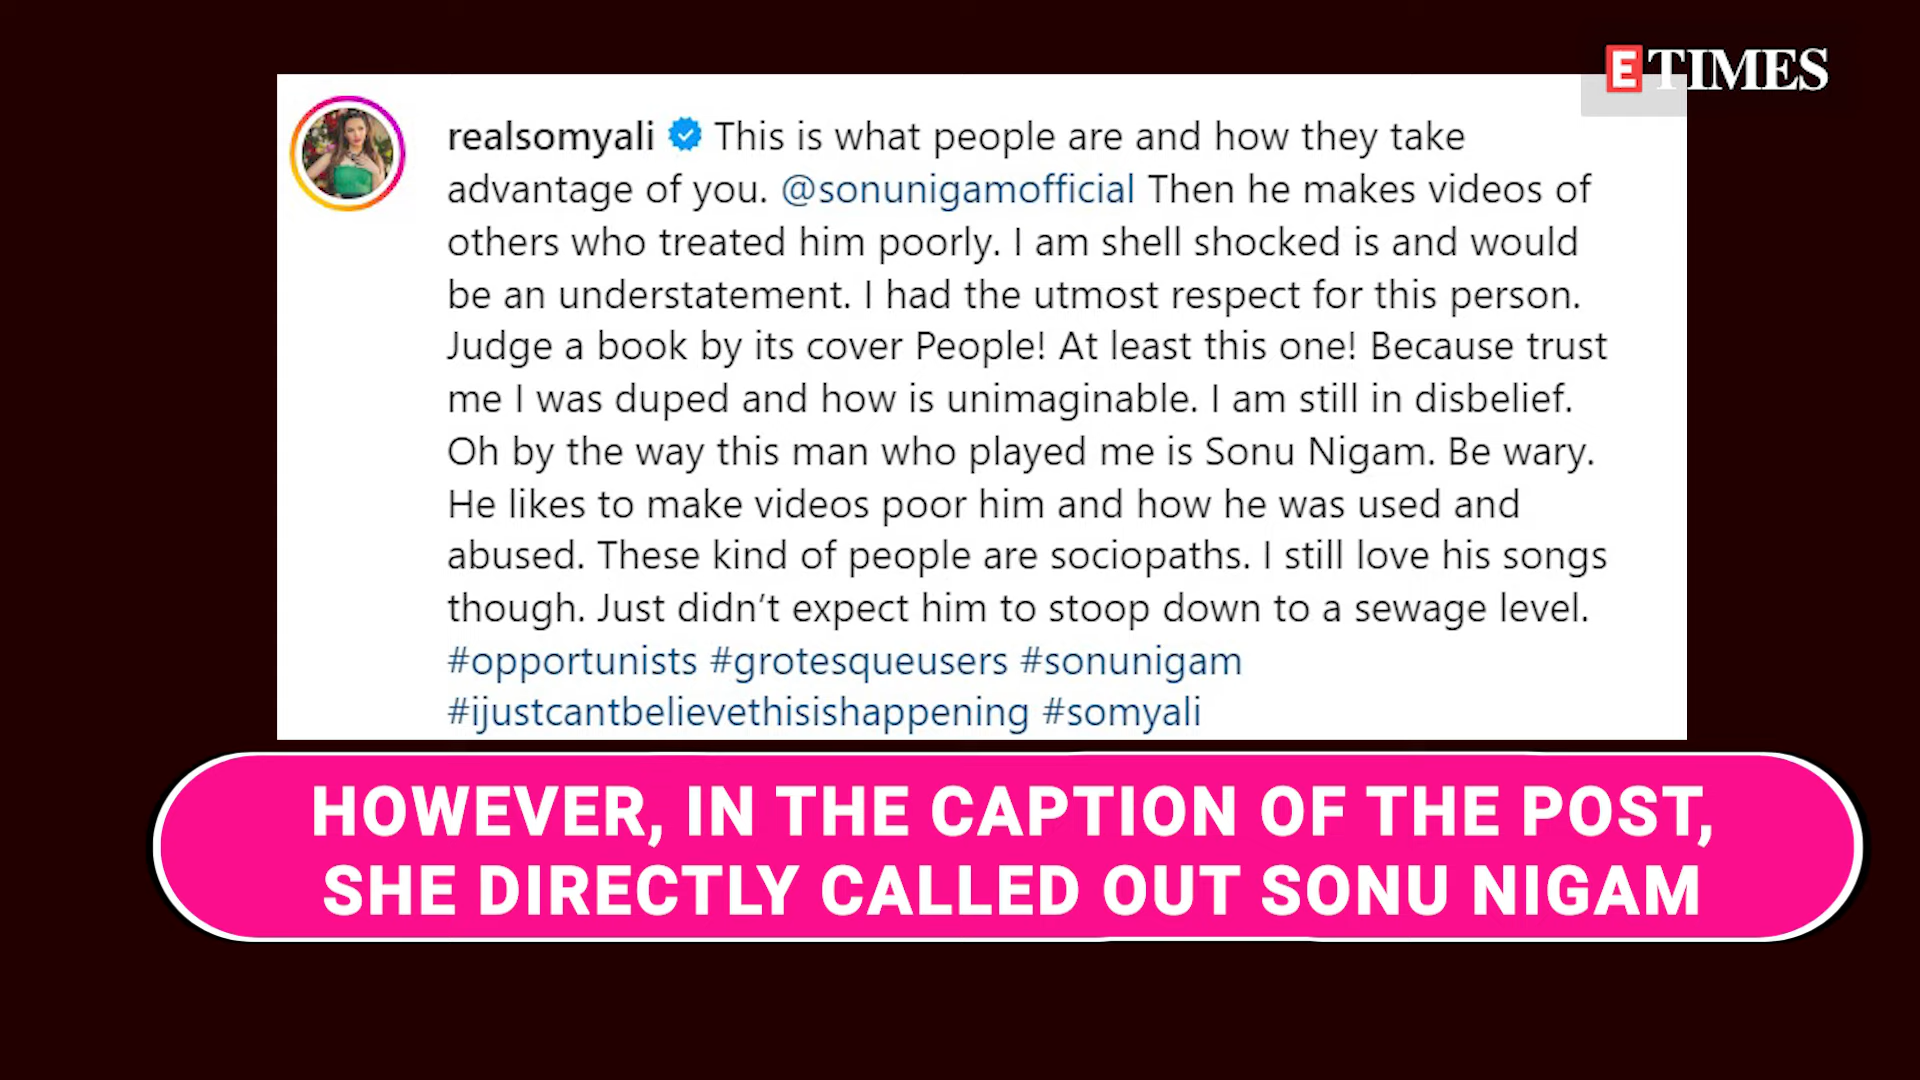 E TIMES
realsomyali This is what people are and how they take
advantage of you. @sonunigamofficial Then he makes videos of
others who treated him poorly. I am shell shocked is and would
be an understatement. I had the utmost respect for this person.
Judge a book by its cover People! At least this one! Because trust
me I was duped and how is unimaginable. I am still in disbelief.
Oh by the way this man who played me is Sonu Nigam. Be wary.
He likes to make videos poor him and how he was used and
abused. These kind of people are sociopaths. I still love his songs
though. Just didn’t expect him to stoop down to a sewage level.
#opportunists #grotesqueusers #sonunigam
#ijustcantbelievethisishappening #somyali
HOWEVER, IN THE CAPTION OF THE POST,
SHE DIRECTLY CALLED OUT SONU NIGAM